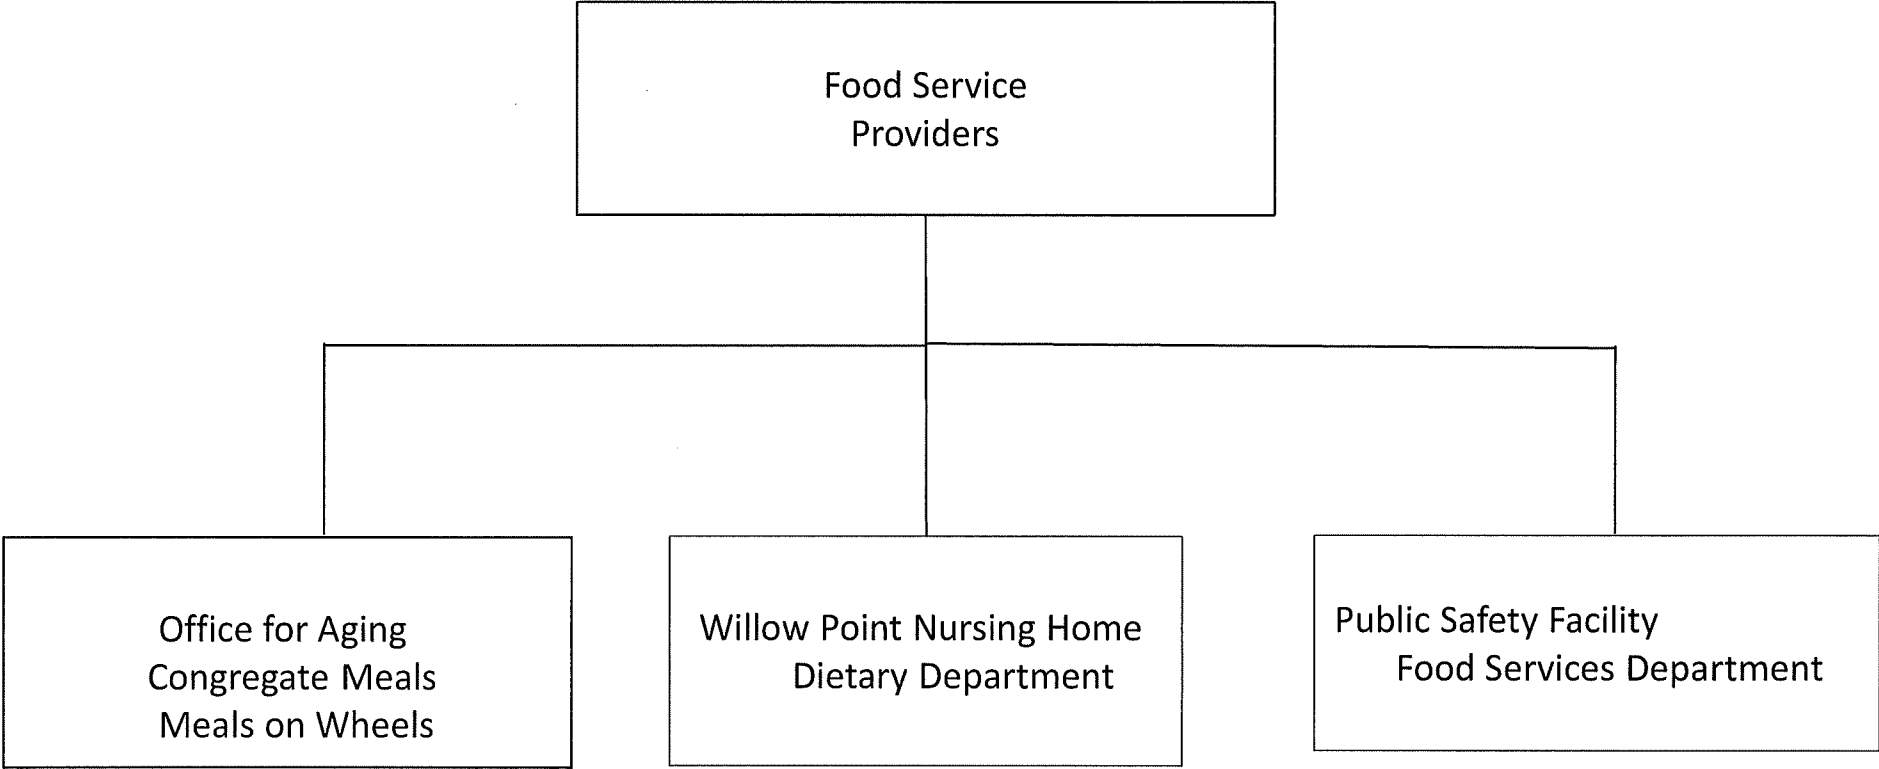 Food Service
Providers
Office for Aging
Congregate Meals
Meals on Wheels
Willow Point Nursing Home
Dietary Department
Public Safety Facility
Food Services Department